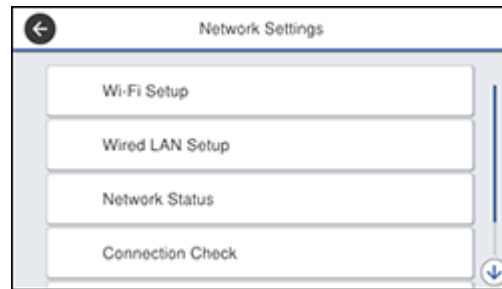 Network Settings
Wi-Fi Setup
Wired LAN Setup
Network Status
Connection Check